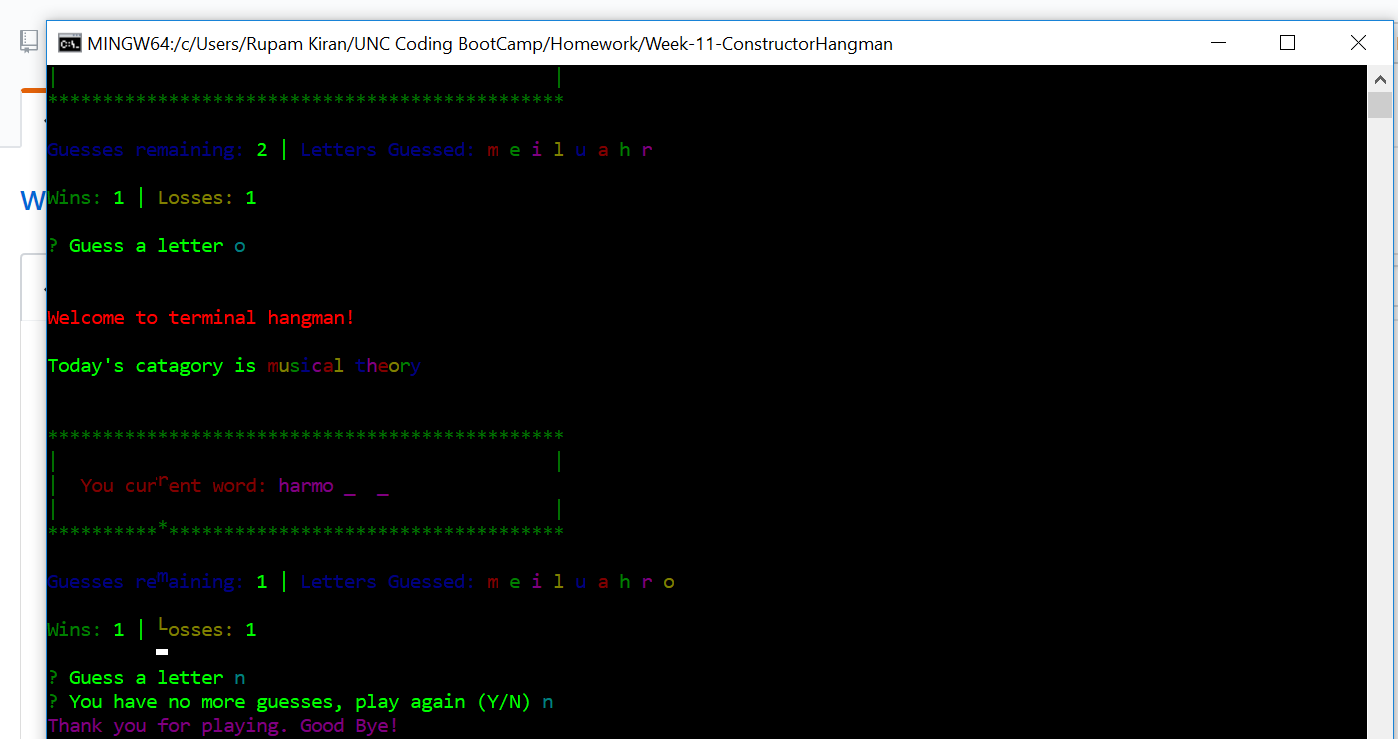 MINGW64:/c/Users/Rupam Kiran/UNC Coding BootCamp/Homework/Week-11-ConstructorHangman
| |
***********************************************
Guesses remaining: 2 | Letters Guessed: m e i l u a h r
W
Wins: 1 | Losses: 1
? Guess a letter o
Welcome to terminal hangman!
Today's catagory is musical theory
***********************************************
| |
| You current word: harmo _ _
| |
***********************************************
Guesses remaining: 1 | Letters Guessed: m e i l u a h r o
Wins: 1 | Losses: 1
? Guess a letter n
? You have no more guesses, play again (Y/N) n
Thank you for playing. Good Bye!